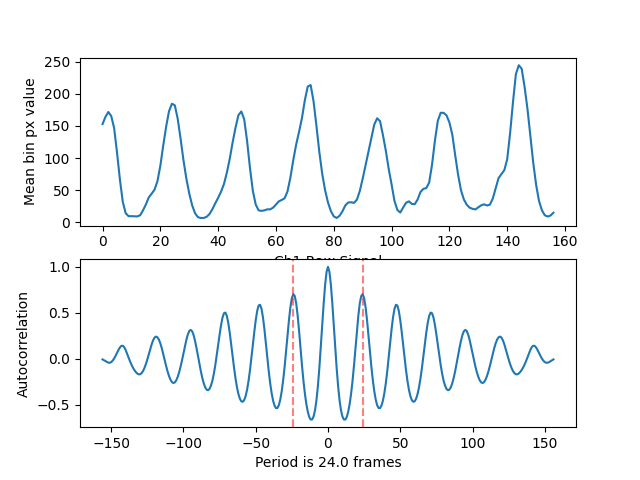 250
200
150
100
50
0
Mean bin px value
0 20 40 60 80 100 120 140 160
Ch1 Raw Signal
1.0
0.5
0.0
−0.5
Autocorrelation
−150 −100 −50 0 50 100 150
Period is 24.0 frames